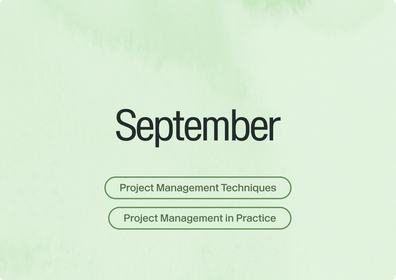 September
Project Management Techniques
Project Management in Practice